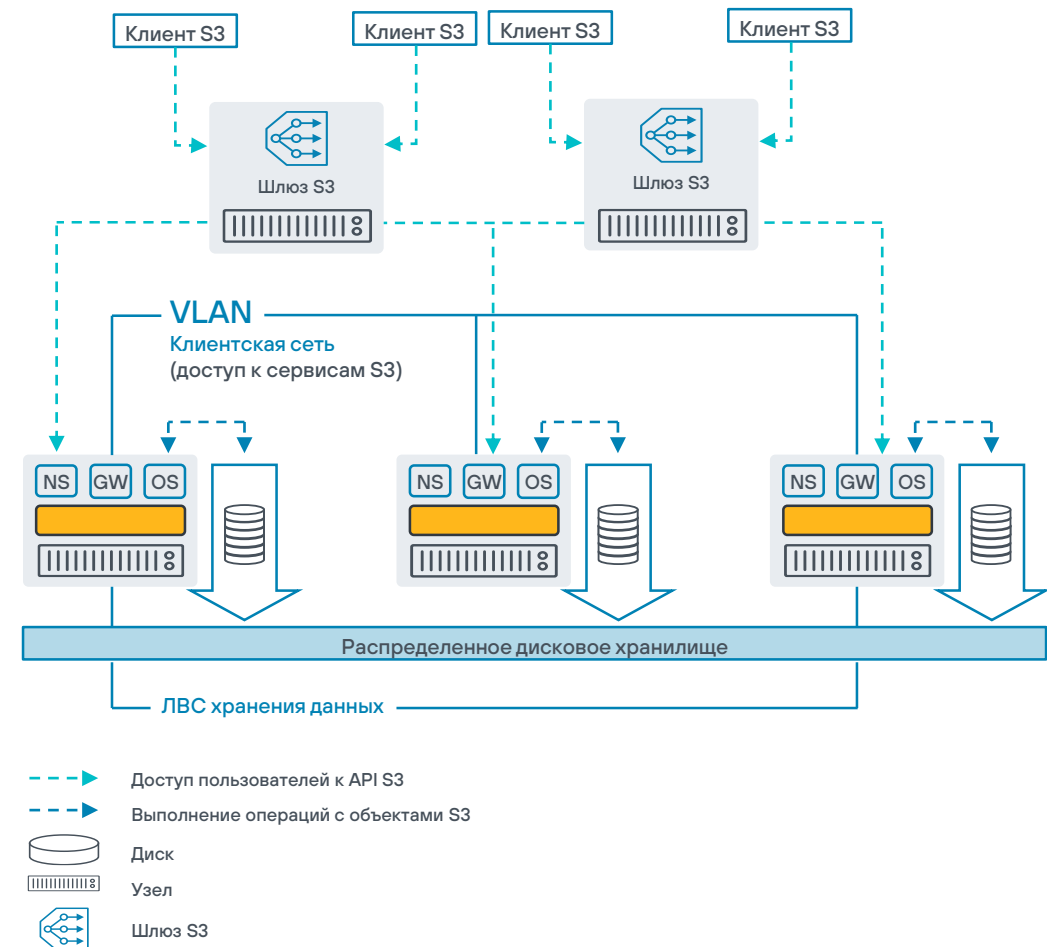 Клиент S3
Клиент S3
Клиент S3
Клиент S3
Шлюз S3
Шлюз S3
VLAN
Клиентская сеть
(доступ к сервисам S3)
NS GW OS
NS GW OS
NS GW OS
Распределенное дисковое хранилище
ЛВС хранения данных
Доступ пользователей к API S3
Выполнение операций с объектами S3
Диск
Узел
Шлюз S3